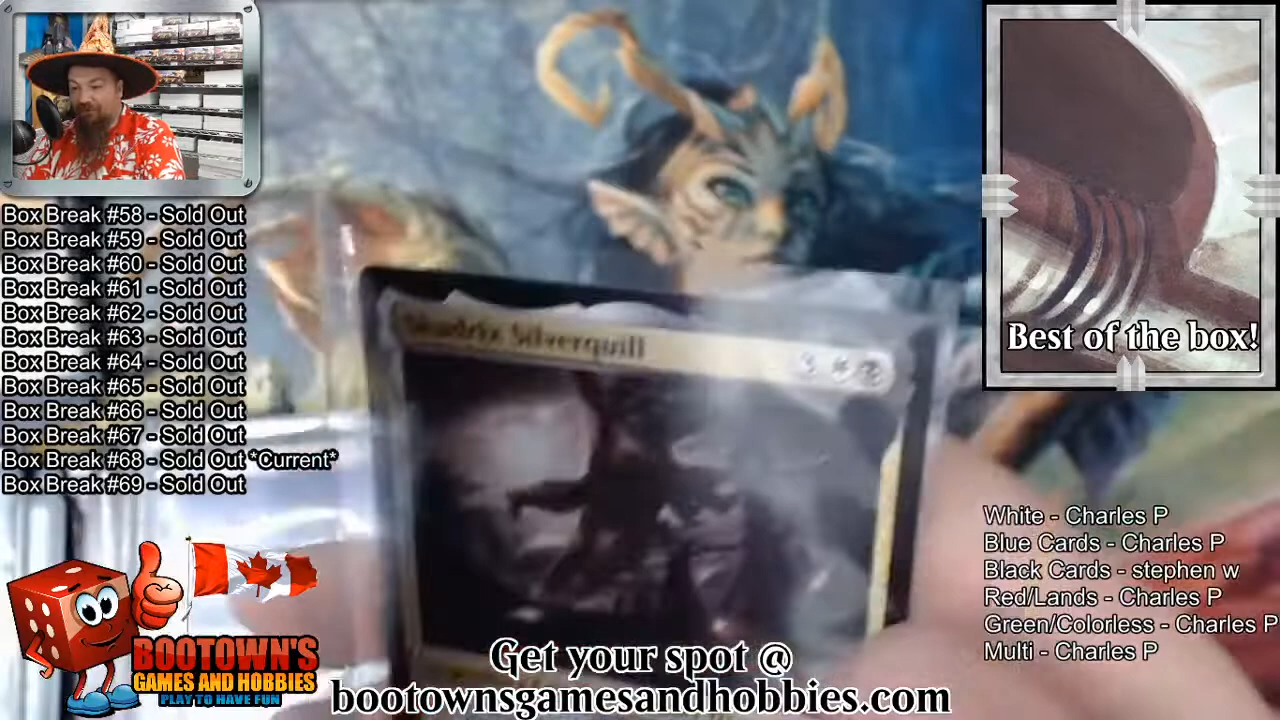 Box Break #58 - Sold Out
Box Break #59 - Sold Out
Box Break #60 - Sold Out
Box Break #61 - Sold Out
Box Break #62 - Sold Out
Box Break #63 - Sold Out
Box Break #64 - Sold Out
Box Break #65 - Sold Out
Box Break #66 - Sold Out
Box Break #67 - Sold Out
Box Break #68 - Sold Out *Current*
Box Break #69 - Sold Out
BOOTOWN'S
GAMES AND HOBBIES
PLAY TO HAVE FUN
Silverquill
Get your spot @
bootownsgamesandhobbies.com
Best of the box!
White - Charles P
Blue Cards - Charles P
Black Cards - stephen w
Red/Lands - Charles P
Green/Colorless - Charles P
Multi - Charles P